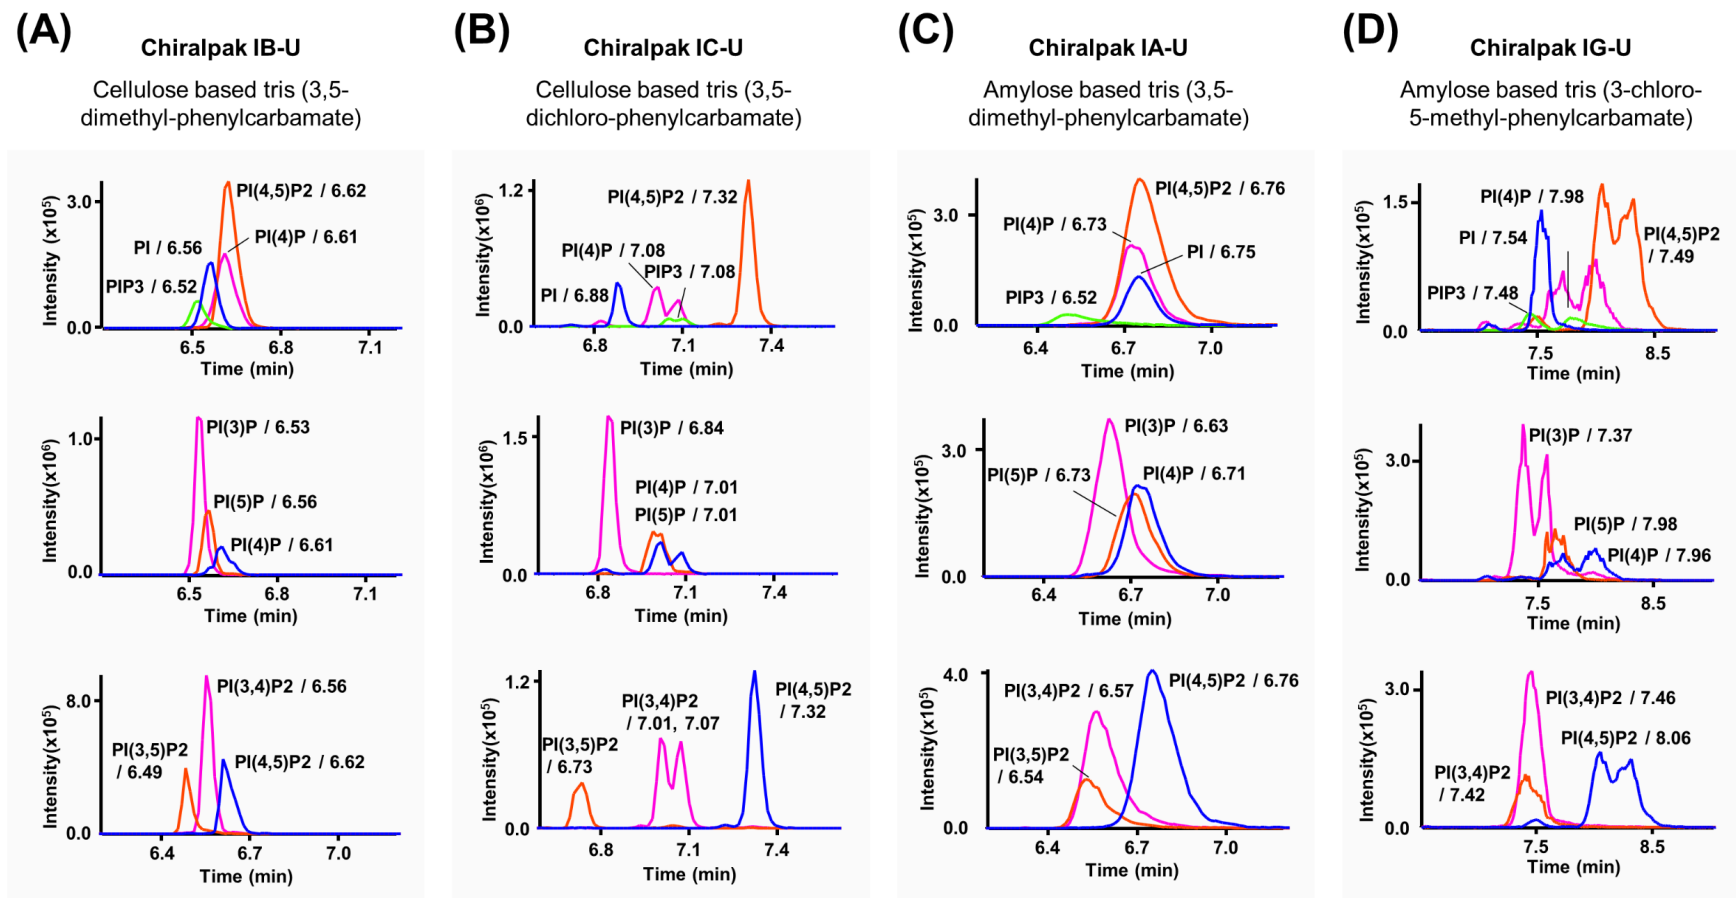 (A)
Chiralpak IB-U
Cellulose based tris (3,5-
dimethyl-phenylcarbamate)
Intensity (x10⁵)
3.0
0.0
PI(4,5)P2 / 6.62
PI / 6.56
PI(4)P / 6.61
PIP3 / 6.52
6.5
6.8
7.1
Time (min)
Intensity(x10⁶)
1.0
0.0
PI(3)P / 6.53
PI(5)P / 6.56
PI(4)P / 6.61
6.5
6.8
7.1
Time (min)
Intensity(x10⁵)
8.0
0.0
PI(3,4)P2 / 6.56
PI(3,5)P2
/ 6.49
PI(4,5)P2 / 6.62
6.4
6.7
7.0
Time (min)
(B)
Chiralpak IC-U
Cellulose based tris (3,5-
dichloro-phenylcarbamate)
Intensity(x10⁶)
1.2
0.0
PI(4,5)P2 / 7.32
PI(4)P / 7.08
PIP3 / 7.08
PI / 6.88
6.8
7.1
7.4
Time (min)
Intensity(x10⁶)
1.5
0.0
PI(3)P / 6.84
PI(4)P / 7.01
PI(5)P / 7.01
6.8
7.1
7.4
Time (min)
Intensity(x10⁵)
1.2
0.0
PI(4,5)P2
/ 7.32
PI(3,4)P2
/ 7.01, 7.07
PI(3,5)P2
/ 6.73
6.8
7.1
7.4
Time (min)
(C)
Chiralpak IA-U
Amylose based tris (3,5-
dimethyl-phenylcarbamate)
Intensity(x10⁵)
3.0
0.0
PI(4,5)P2 / 6.76
PI(4)P / 6.73
PI / 6.75
PIP3 / 6.52
6.4
6.7
7.0
Time (min)
Intensity(x10⁵)
3.0
0.0
PI(3)P / 6.63
PI(5)P / 6.73
PI(4)P / 6.71
6.4
6.7
7.0
Time (min)
Intensity(x10⁵)
4.0
0.0
PI(3,4)P2 / 6.57
PI(4,5)P2 / 6.76
PI(3,5)P2
/ 6.54
6.4
6.7
7.0
Time (min)
(D)
Chiralpak IG-U
Amylose based tris (3-chloro-
5-methyl-phenylcarbamate)
Intensity(x10⁵)
1.5
0.0
PI(4)P / 7.98
PI / 7.54
PI(4,5)P2
/ 7.49
PIP3 / 7.48
7.5
8.5
Time (min)
Intensity(x10⁵)
3.0
0.0
PI(3)P / 7.37
PI(5)P / 7.98
PI(4)P / 7.96
7.5
8.5
Time (min)
Intensity(x10⁵)
3.0
0.0
PI(3,4)P2 / 7.46
PI(4,5)P2 / 8.06
PI(3,4)P2
/ 7.42
7.5
8.5
Time (min)